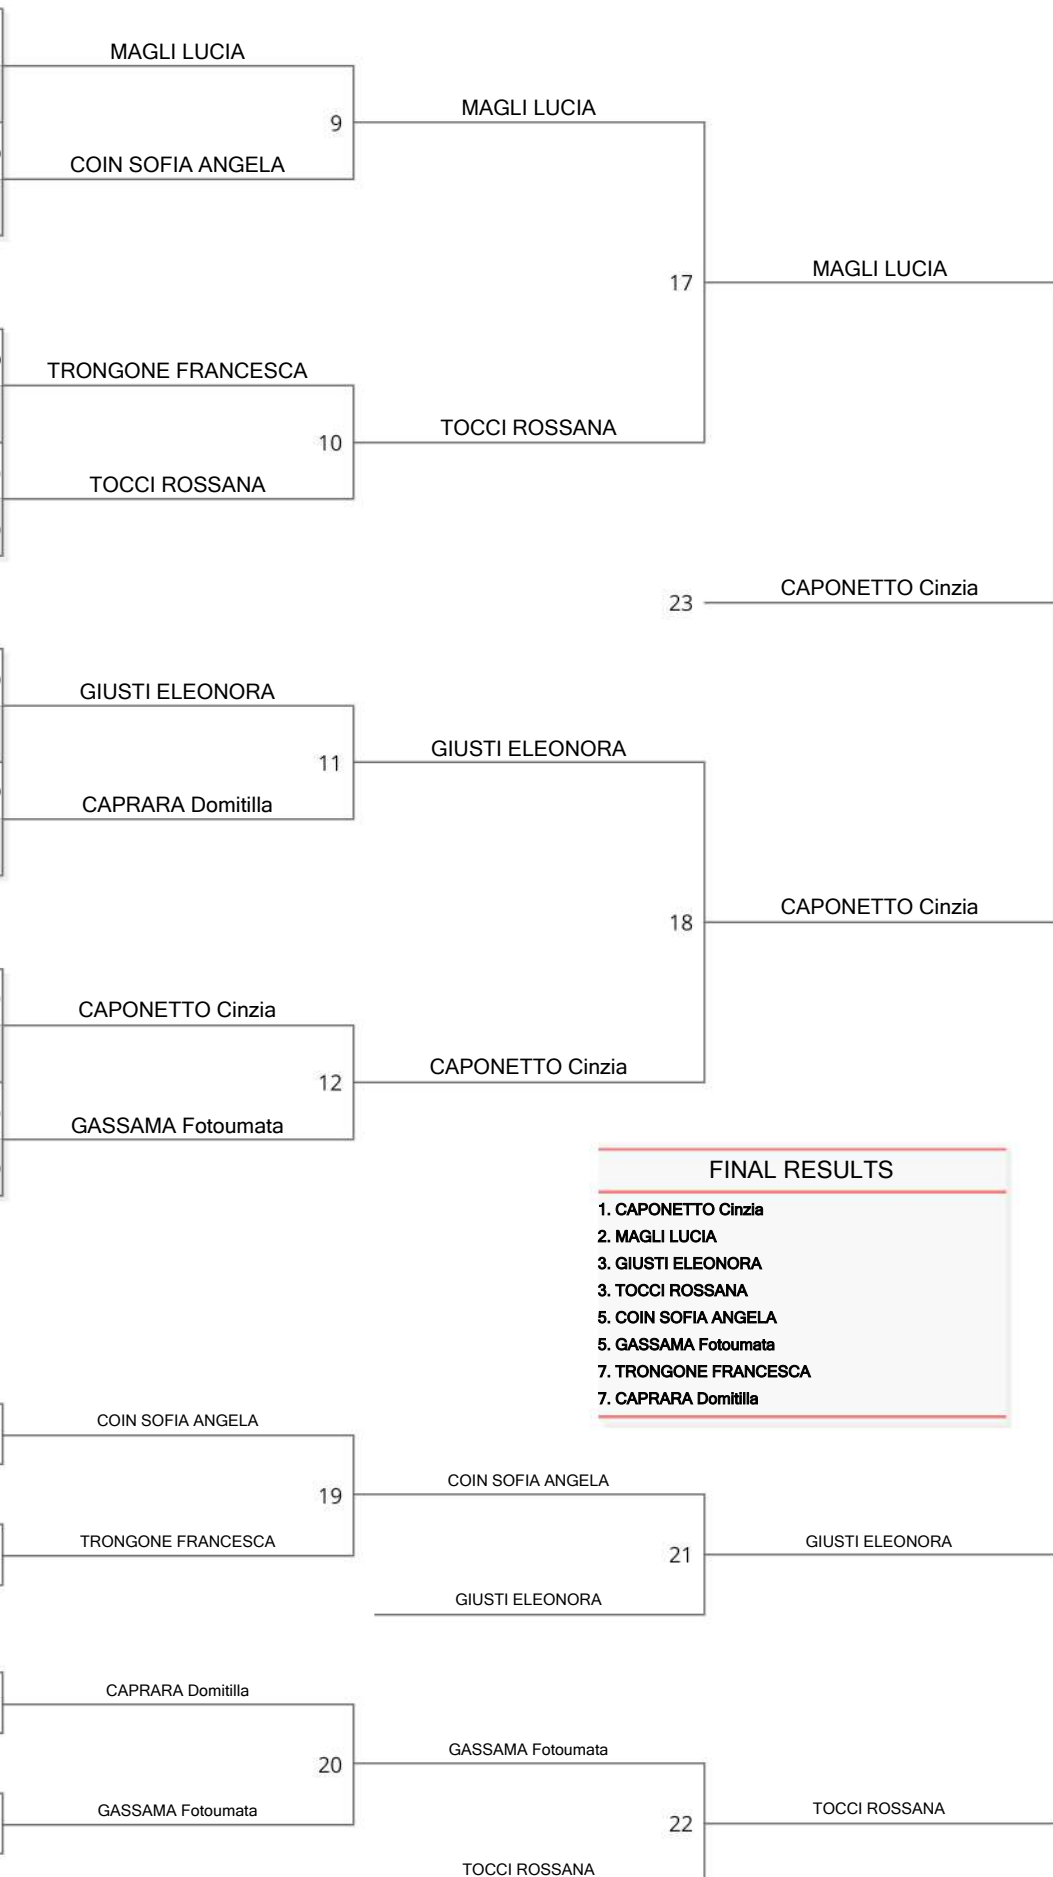 MAGLI LUCIA
9
MAGLI LUCIA
COIN SOFIA ANGELA
17
MAGLI LUCIA
TRONGONE FRANCESCA
10
TOCCI ROSSANA
TOCCI ROSSANA
23
CAPONETTO Cinzia
GIUSTI ELEONORA
11
GIUSTI ELEONORA
CAPRARA Domitilla
18
CAPONETTO Cinzia
CAPONETTO Cinzia
12
CAPONETTO Cinzia
GASSAMA Fotoumata
FINAL RESULTS
1. CAPONETTO Cinzia
2. MAGLI LUCIA
3. GIUSTI ELEONORA
3. TOCCI ROSSANA
5. COIN SOFIA ANGELA
5. GASSAMA Fotoumata
7. TRONGONE FRANCESCA
7. CAPRARA Domitilla
COIN SOFIA ANGELA
19
COIN SOFIA ANGELA
TRONGONE FRANCESCA
21
GIUSTI ELEONORA
GIUSTI ELEONORA
CAPRARA Domitilla
20
GASSAMA Fotoumata
GASSAMA Fotoumata
22
TOCCI ROSSANA
TOCCI ROSSANA